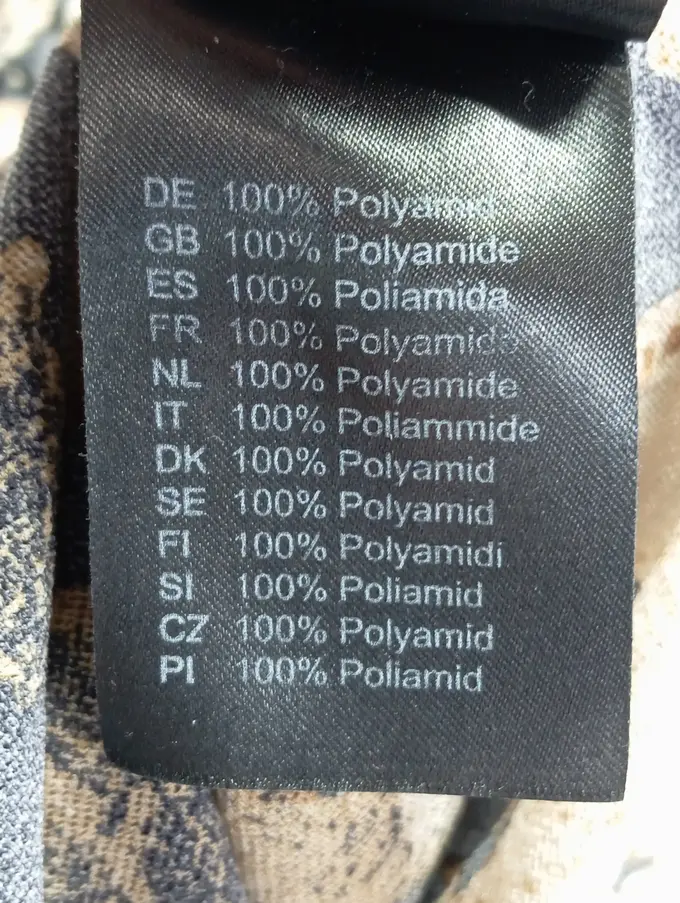 DE 100% Polyamid
GB 100% Polyamide
ES 100% Poliamida
FR 100% Polyamide
NL 100% Polyamide
IT 100% Poliammide
DK 100% Polyamid
SE 100% Polyamid
FI 100% Polyamidi
SI 100% Poliamid
CZ 100% Polyamid
PI 100% Poliamid